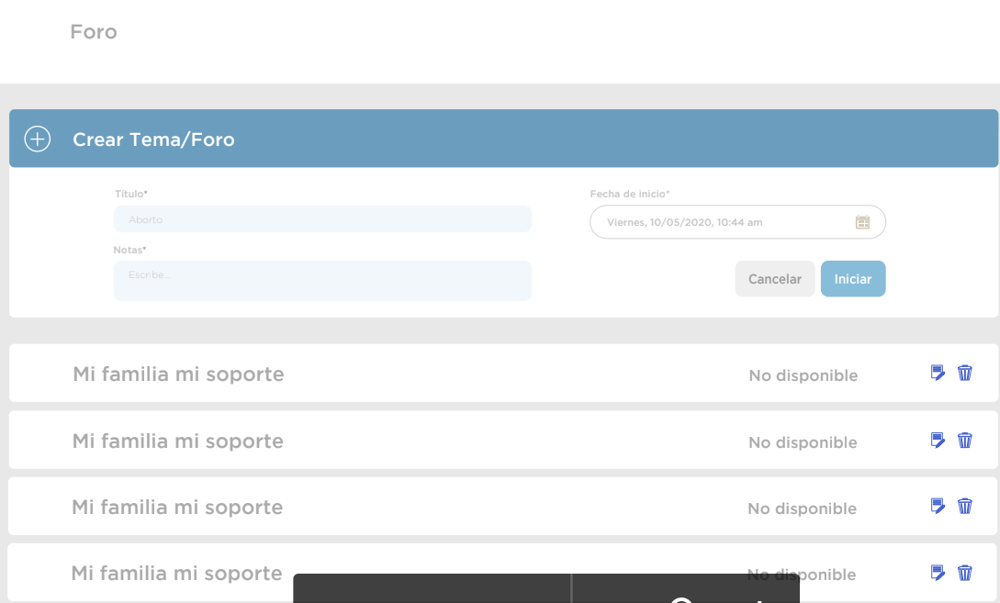 Foro
Crear Tema/Foro
Título*
Aborto
Notas*
Escribe...
Fecha de inicio*
Viernes, 10/05/2020, 10:44 am
Cancelar
Iniciar
Mi familia mi soporte
No disponible
Mi familia mi soporte
No disponible
Mi familia mi soporte
No disponible
Mi familia mi soporte
No disponible